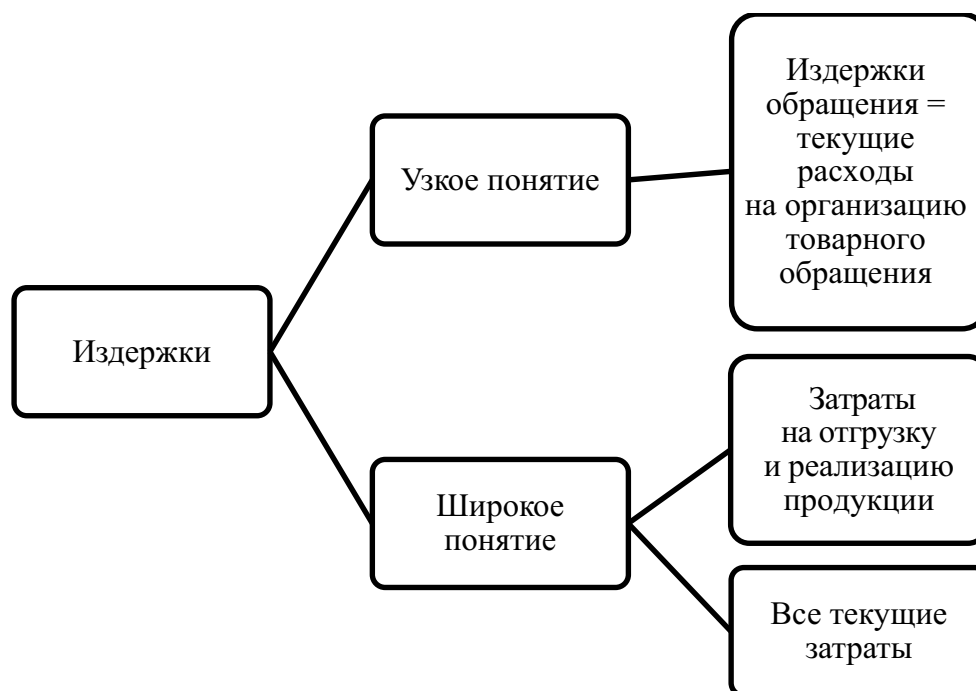 Издержки
Узкое понятие
Издержки
обращения =
текущие
расходы
на организацию
товарного
обращения
Широкое
понятие
Затраты
на отгрузку
и реализацию
продукции
Все текущие
затраты